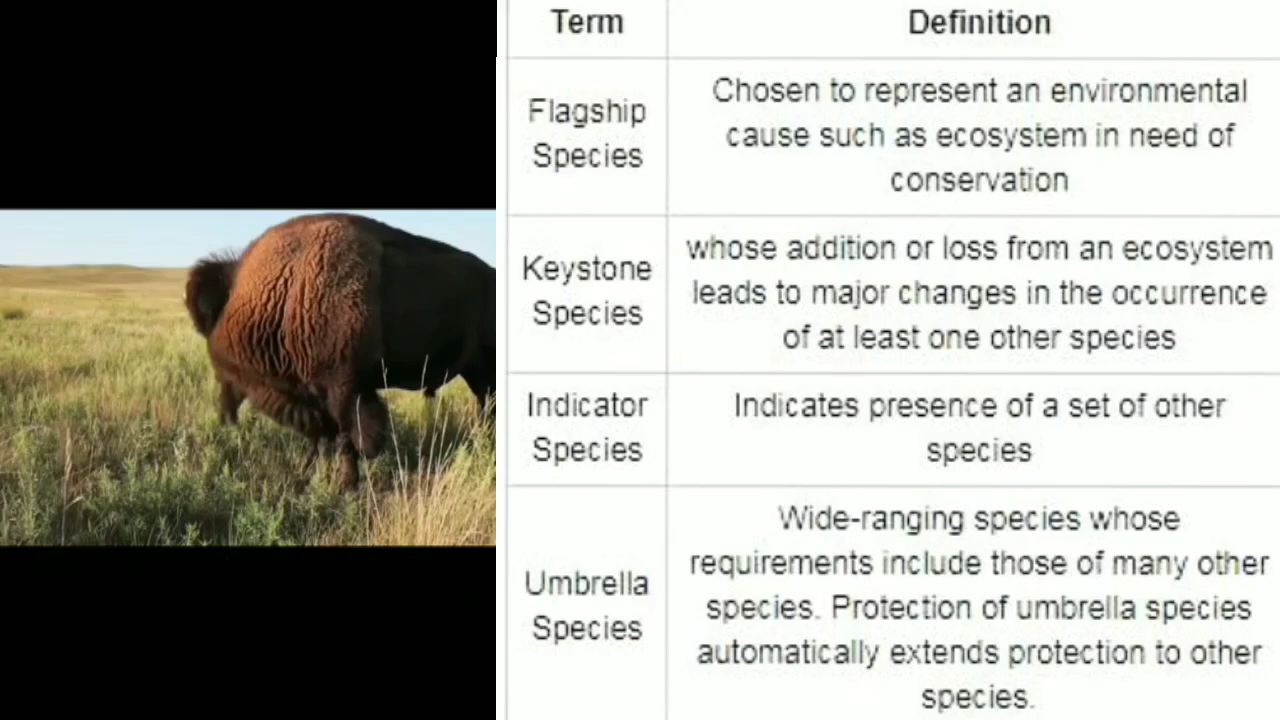 Term
Definition
Flagship
Species
Chosen to represent an environmental
cause such as ecosystem in need of
conservation
Keystone
Species
whose addition or loss from an ecosystem
leads to major changes in the occurrence
of at least one other species
Indicator
Species
Indicates presence of a set of other
species
Umbrella
Species
Wide-ranging species whose
requirements include those of many other
species. Protection of umbrella species
automatically extends protection to other
species.